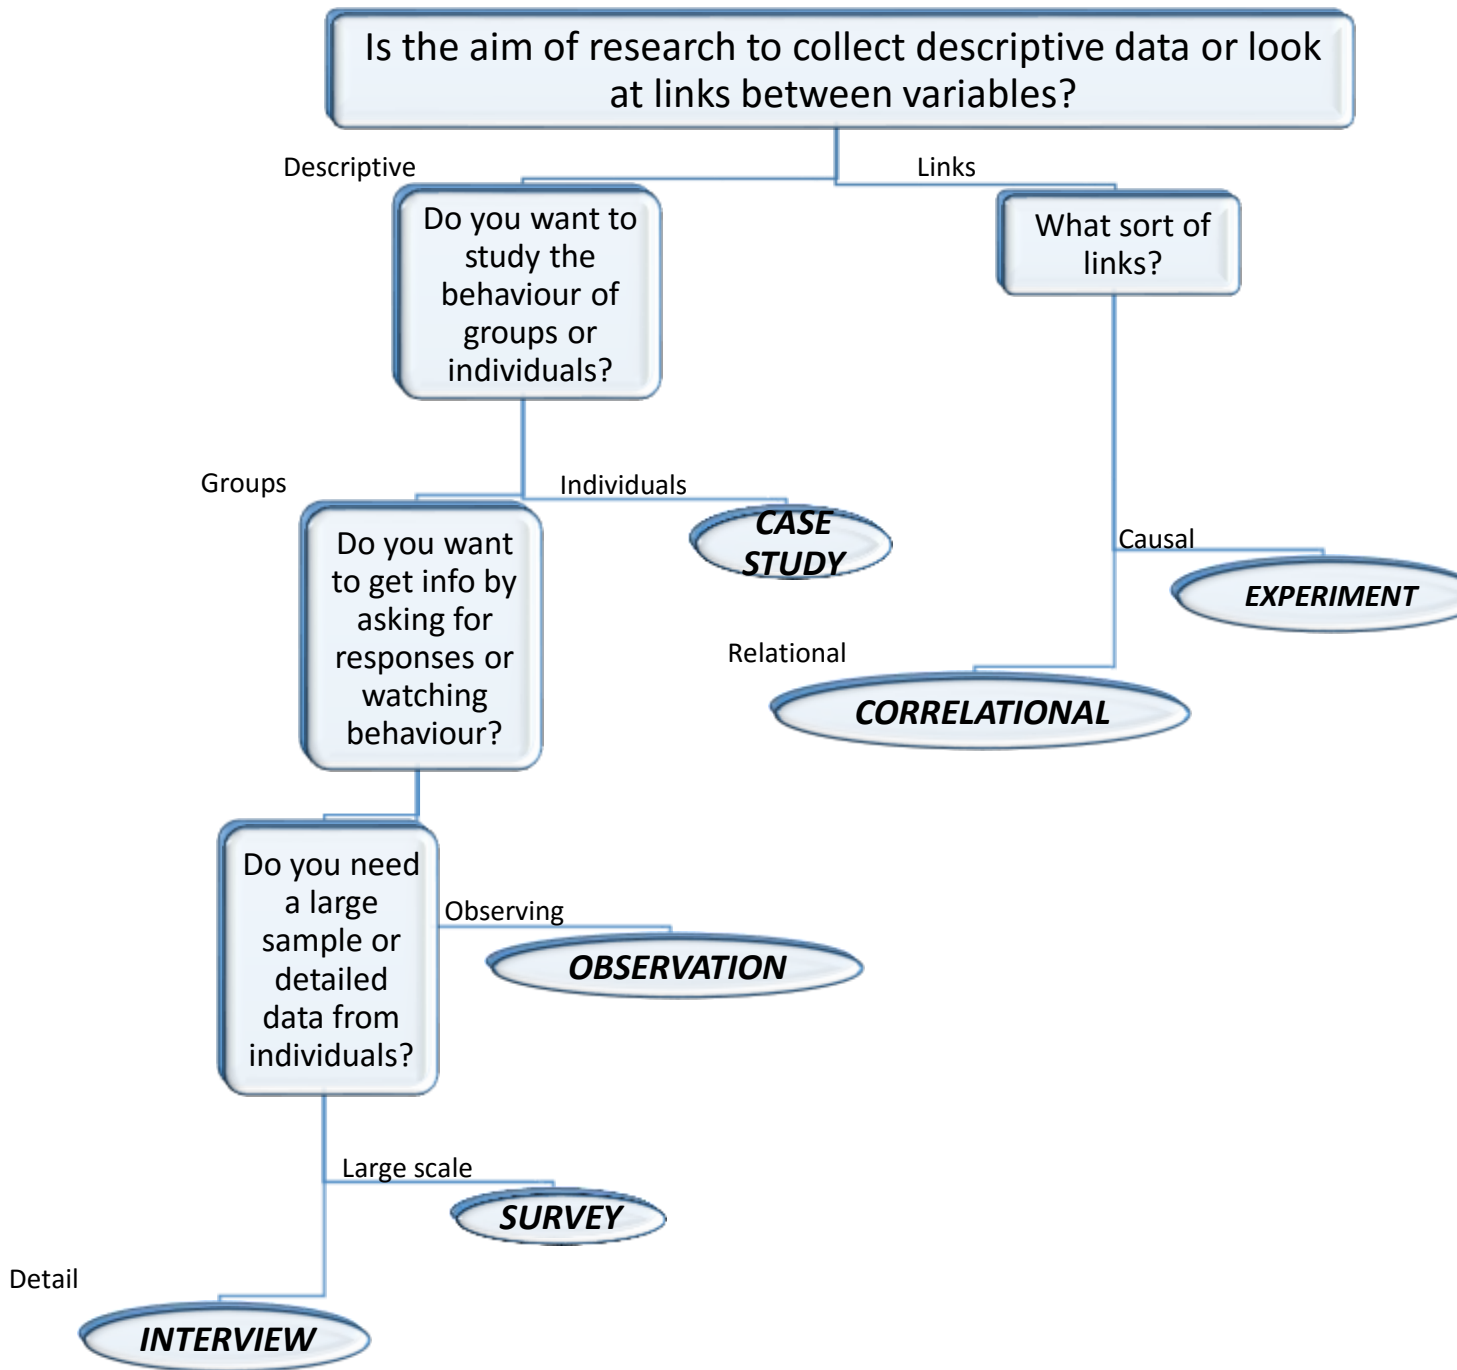 Is the aim of research to collect descriptive data or look
at links between variables?
Descriptive
Links
Do you want to
study the
behaviour of
groups or
individuals?
What sort of
links?
Groups
Individuals
CASE
STUDY
Do you want
to get info by
asking for
responses or
watching
behaviour?
Causal
EXPERIMENT
Relational
CORRELATIONAL
Do you need
a large
sample or
detailed
data from
individuals?
Observing
OBSERVATION
Large scale
SURVEY
Detail
INTERVIEW